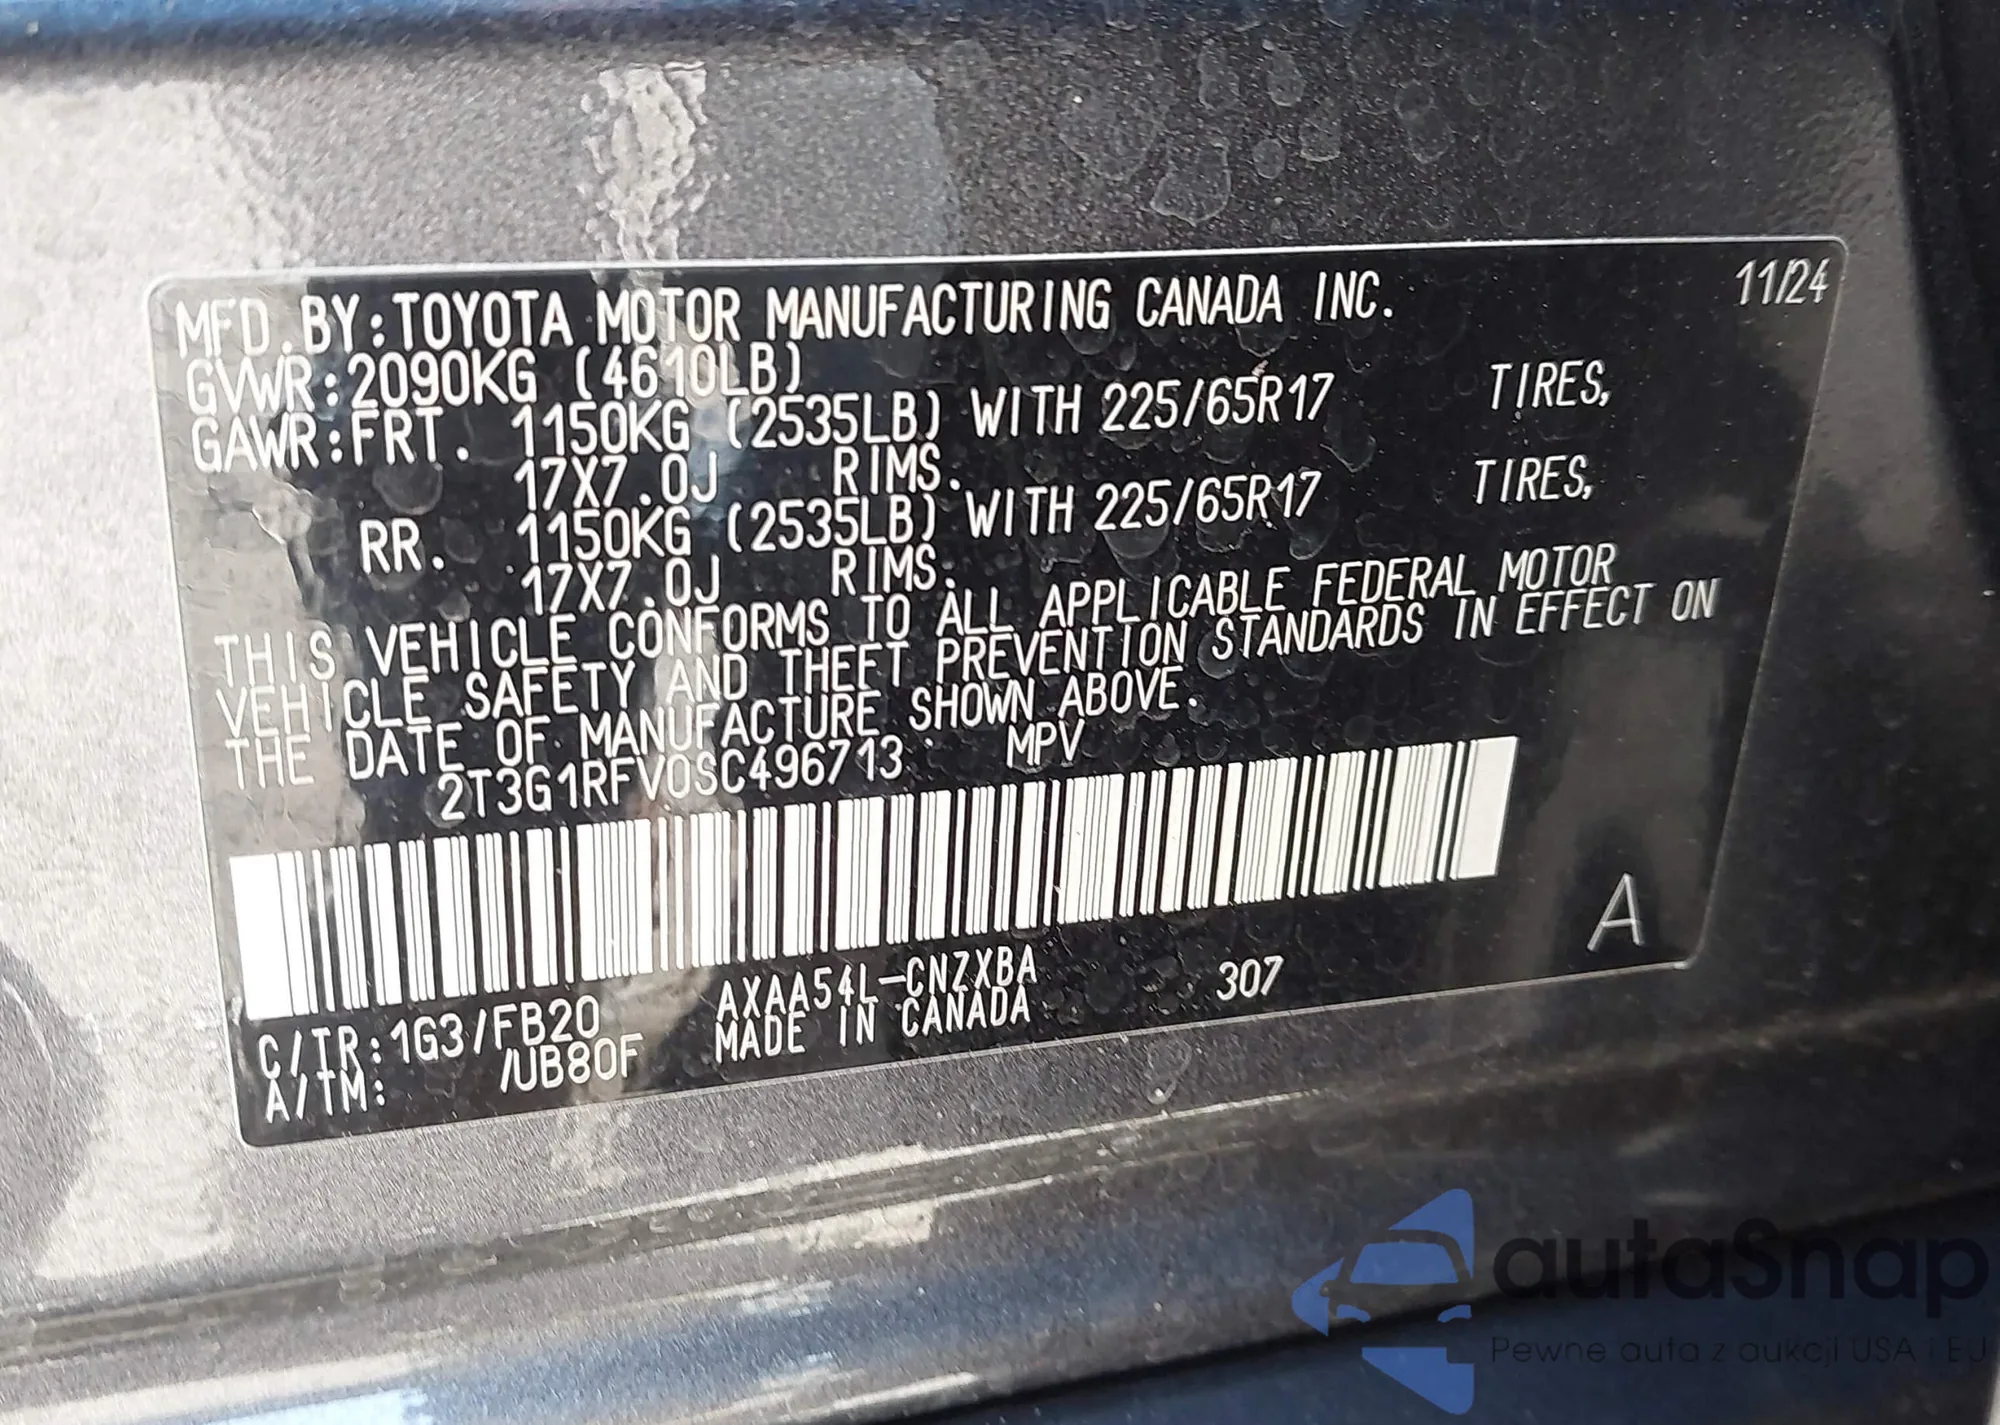 MFD.BY:TOYOTA MOTOR MANUFACTURING CANADA INC. 11/24
GVWR:2090KG (4610LB)
GAWR:FRT. 1150KG (2535LB) WITH 225/65R17 TIRES,
17X7.0J RIMS.
RR. 1150KG (2535LB) WITH 225/65R17 TIRES,
17X7.0J RIMS.
THIS VEHICLE CONFORMS TO ALL APPLICABLE FEDERAL MOTOR
VEHICLE SAFETY AND THEFT PREVENTION STANDARDS IN EFFECT ON
THE DATE OF MANUFACTURE SHOWN ABOVE.
2T3G1RFV0SC496713 MPV
A
AXAA54L-CNZXBA 307
C/TR:1G3/FB20 MADE IN CANADA
A/TM: /UB80F
autaSnap
Pewne auta z aukcji USA i EU